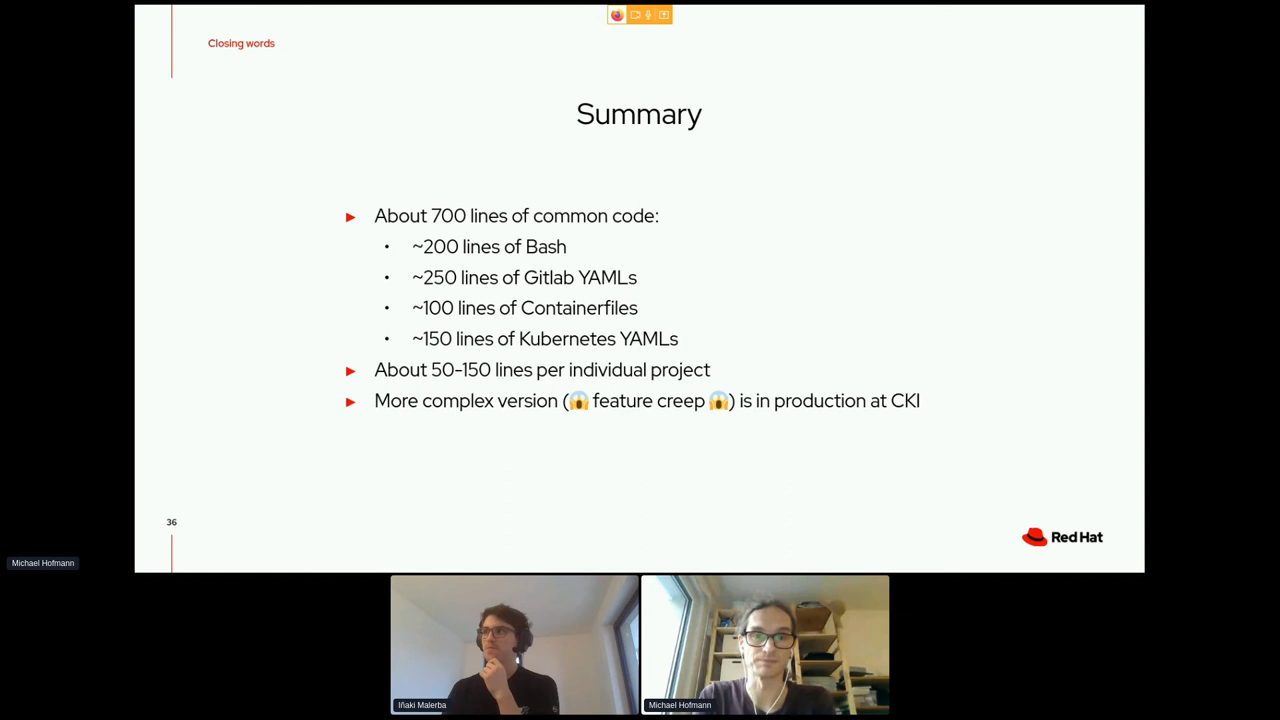 Closing words
Summary
► About 700 lines of common code:
• ~200 lines of Bash
• ~250 lines of Gitlab YAMLs
• ~100 lines of Containerfiles
• ~150 lines of Kubernetes YAMLs
► About 50-150 lines per individual project
► More complex version (😱 feature creep 😱) is in production at CKI
36
Red Hat
Michael Hofmann
Iñaki Malerba
Michael Hofmann